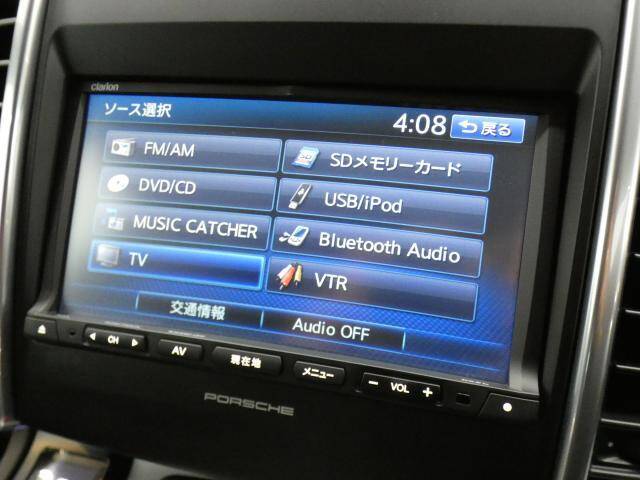 clarion
ソース選択
4:08
戻る
FM/AM
SDメモリーカード
DVD/CD
USB/iPod
MUSIC CATCHER
Bluetooth Audio
TV
VTR
交通情報
Audio OFF
CH
AV
現在地
メニュー
− VOL +
PORSCHE